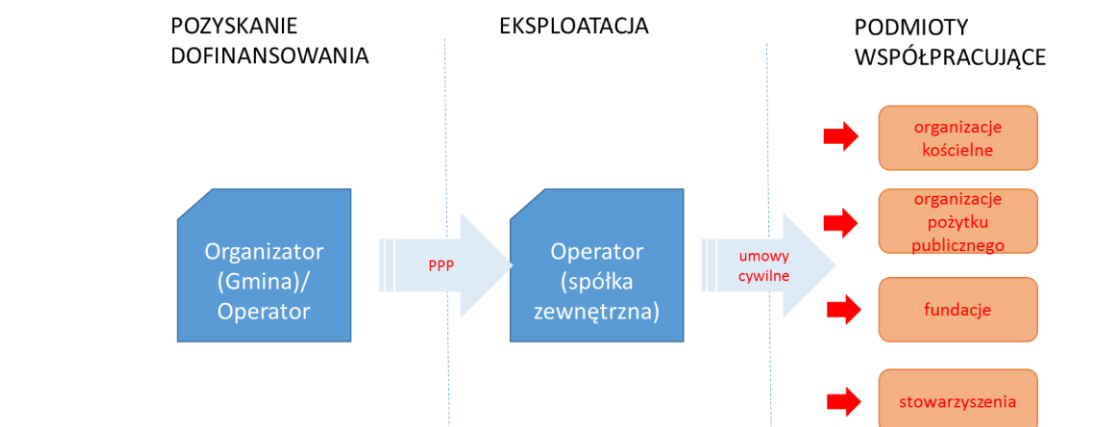 POZYSKANIE
DOFINANSOWANIA
EKSPLOATACJA
PODMIOTY
WSPÓŁPRACUJĄCE
Organizator
(Gmina)/
Operator
PPP
Operator
(spółka
zewnętrzna)
umowy
cywilne
organizacje
kościelne
organizacje
pożytku
publicznego
fundacje
stowarzyszenia